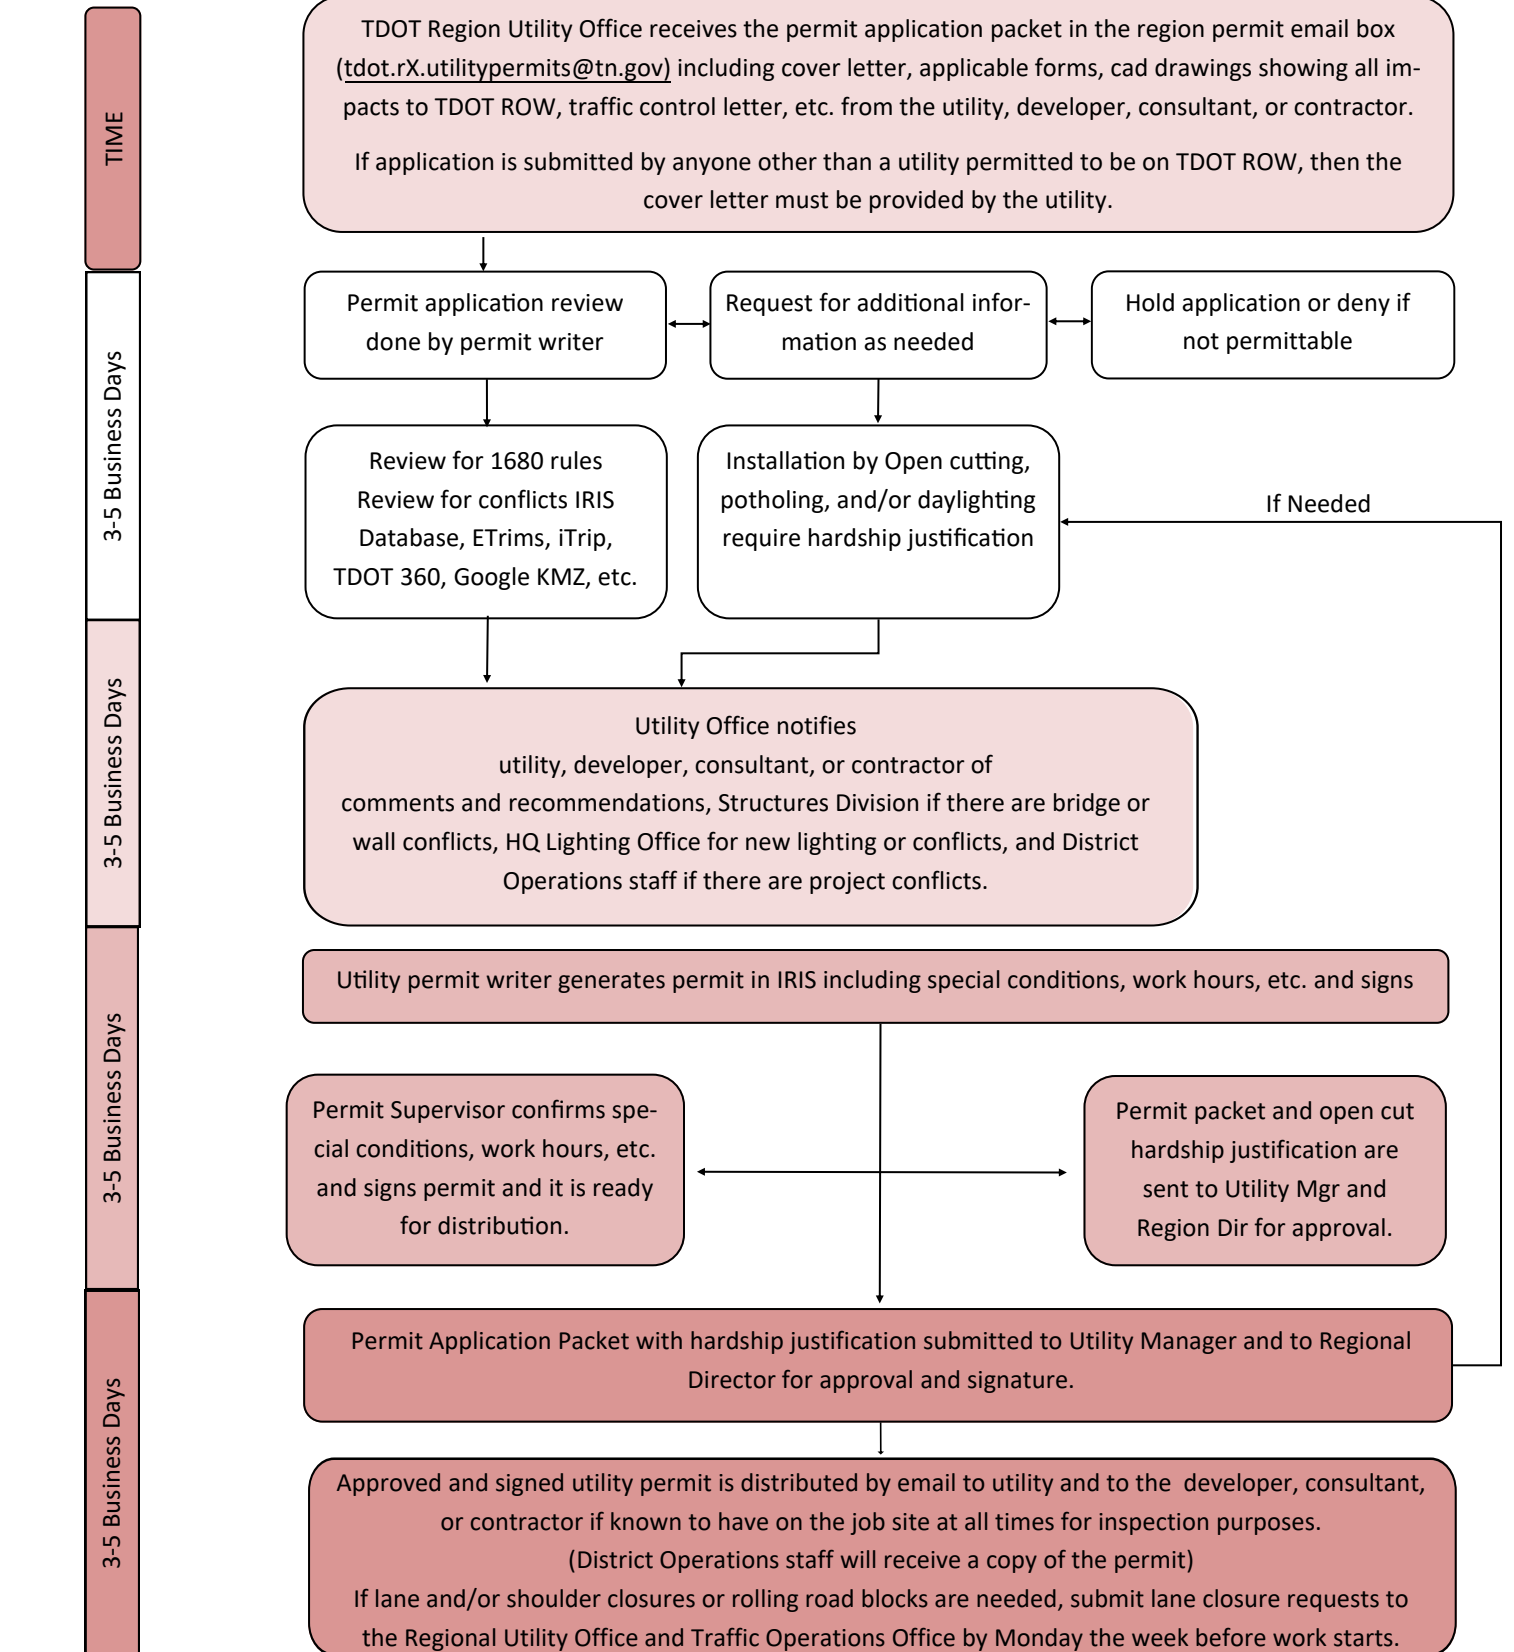 TIME
TDOT Region Utility Office receives the permit application packet in the region permit email box
(tdot.rX.utilitypermits@tn.gov) including cover letter, applicable forms, cad drawings showing all im-
pacts to TDOT ROW, traffic control letter, etc. from the utility, developer, consultant, or contractor.
If application is submitted by anyone other than a utility permitted to be on TDOT ROW, then the
cover letter must be provided by the utility.
3-5 Business Days
Permit application review
done by permit writer
Request for additional infor-
mation as needed
Hold application or deny if
not permittable
Review for 1680 rules
Review for conflicts IRIS
Database, ETrims, iTrip,
TDOT 360, Google KMZ, etc.
Installation by Open cutting,
potholing, and/or daylighting
require hardship justification
If Needed
3-5 Business Days
Utility Office notifies
utility, developer, consultant, or contractor of
comments and recommendations, Structures Division if there are bridge or
wall conflicts, HQ Lighting Office for new lighting or conflicts, and District
Operations staff if there are project conflicts.
3-5 Business Days
Utility permit writer generates permit in IRIS including special conditions, work hours, etc. and signs
Permit Supervisor confirms spe-
cial conditions, work hours, etc.
and signs permit and it is ready
for distribution.
Permit packet and open cut
hardship justification are
sent to Utility Mgr and
Region Dir for approval.
3-5 Business Days
Permit Application Packet with hardship justification submitted to Utility Manager and to Regional
Director for approval and signature.
Approved and signed utility permit is distributed by email to utility and to the  developer, consultant,
or contractor if known to have on the job site at all times for inspection purposes.
(District Operations staff will receive a copy of the permit)
If lane and/or shoulder closures or rolling road blocks are needed, submit lane closure requests to
the Regional Utility Office and Traffic Operations Office by Monday the week before work starts.